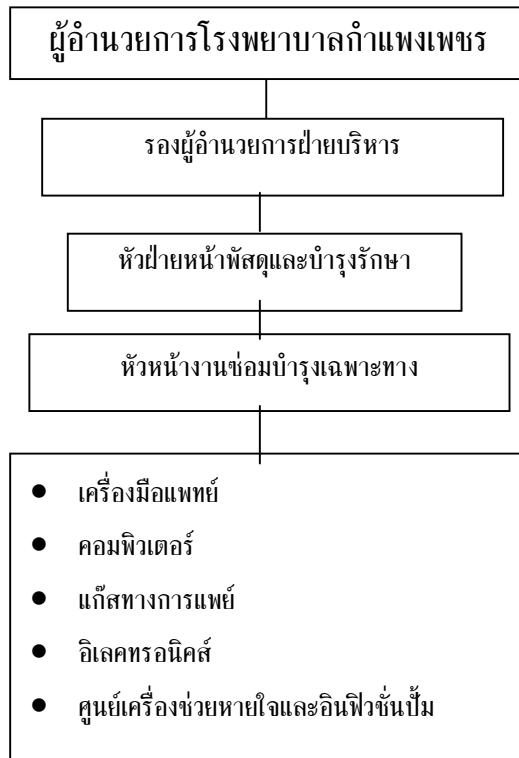 ผู้อำนวยการโรงพยาบาลกำแพงเพชร
รองผู้อำนวยการฝ่ายบริหาร
หัวฝ่ายหน้าพัสดุและบำรุงรักษา
หัวหน้างานซ่อมบำรุงเฉพาะทาง
● เครื่องมือแพทย์
● คอมพิวเตอร์
● แก๊สทางการแพย์
● อิเลคทรอนิคส์
● ศูนย์เครื่องช่วยหายใจและอินฟิวชั่นปั้ม